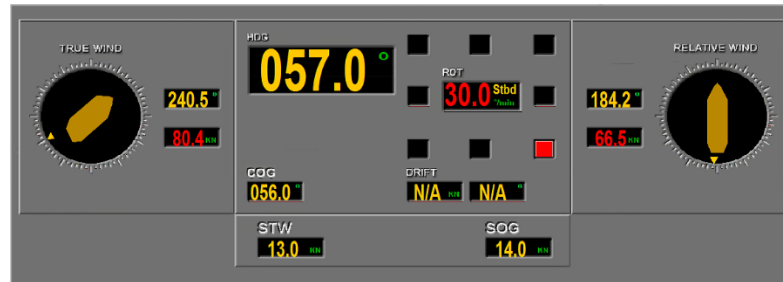 TRUE WIND
240.5 °
80.4 KN
HDG
057.0 °
ROT
30.0 Stbd
°/min
COG
056.0 °
DRIFT
N/A KN N/A °
STW
13.0 KN
SOG
14.0 KN
RELATIVE WIND
184.2 °
66.5 KN